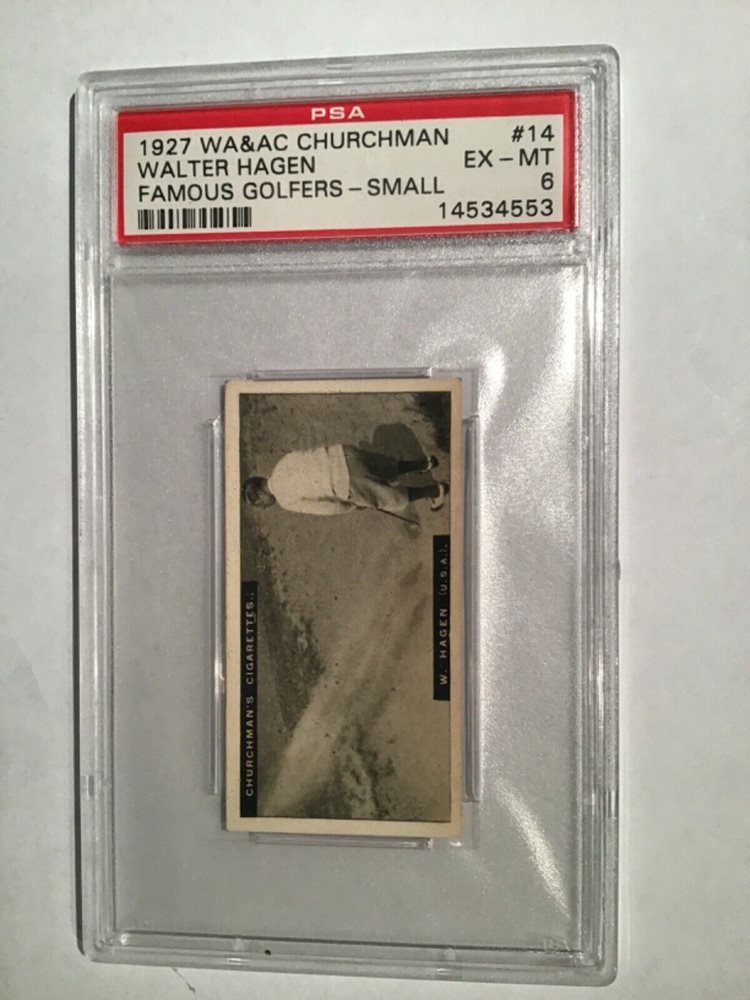 PSA
1927 WA&AC CHURCHMAN #14
WALTER HAGEN EX - MT
FAMOUS GOLFERS - SMALL 6
14534553
CHURCHMAN'S CIGARETTES.
W. HAGEN (U.S.A.).